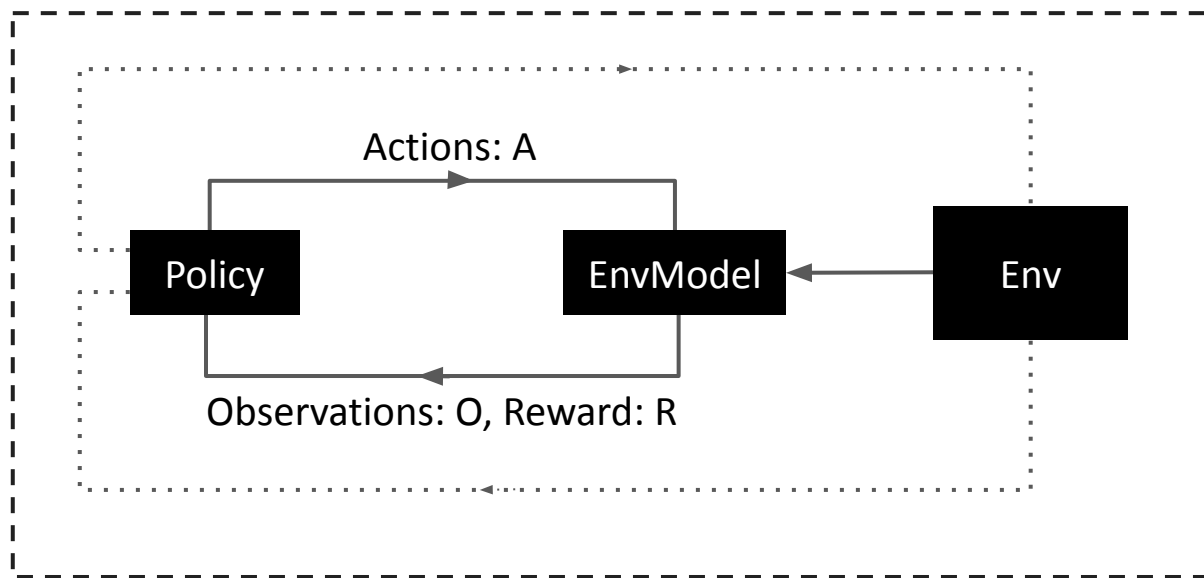 Actions: A
Policy
EnvModel
Env
Observations: O, Reward: R